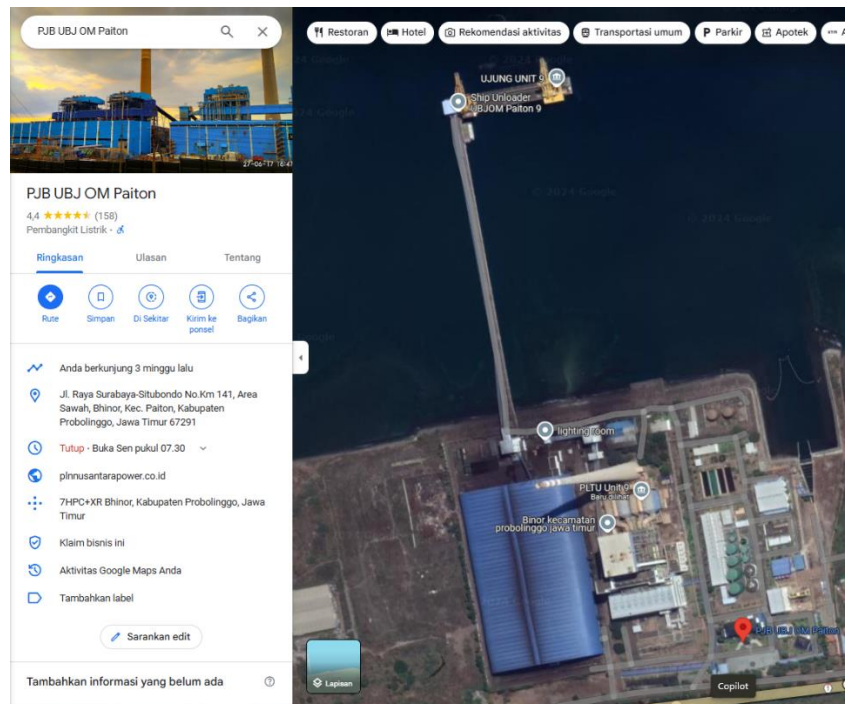 PJB UBJ OM Paiton
27-06-17 16:47
PJB UBJ OM Paiton
4,4 (158)
Pembangkit Listrik ·
Ringkasan
Ulasan
Tentang
Rute
Simpan
Di Sekitar
Kirim ke
ponsel
Bagikan
Anda berkunjung 3 minggu lalu
Jl. Raya Surabaya-Situbondo No.Km 141, Area
Sawah, Bhinor, Kec. Paiton, Kabupaten
Probolinggo, Jawa Timur 67291
Tutup · Buka Sen pukul 07.30
plnnusantarapower.co.id
7HPC+XR Bhinor, Kabupaten Probolinggo, Jawa
Timur
Klaim bisnis ini
Aktivitas Google Maps Anda
Tambahkan label
Sarankan edit
Tambahkan informasi yang belum ada
Restoran
Hotel
Rekomendasi aktivitas
Transportasi umum
P Parkir
Apotek
UJUNG UNIT 9
Ship Unloader
UBJOM Paiton 9
© 2024 Google
© 2024 Google
lighting room
PLTU Unit 9
Baru dilihat
Binor kecamatan
probolinggo jawa timur
PJB UBJ OM Paiton
Lapisan
Copilot